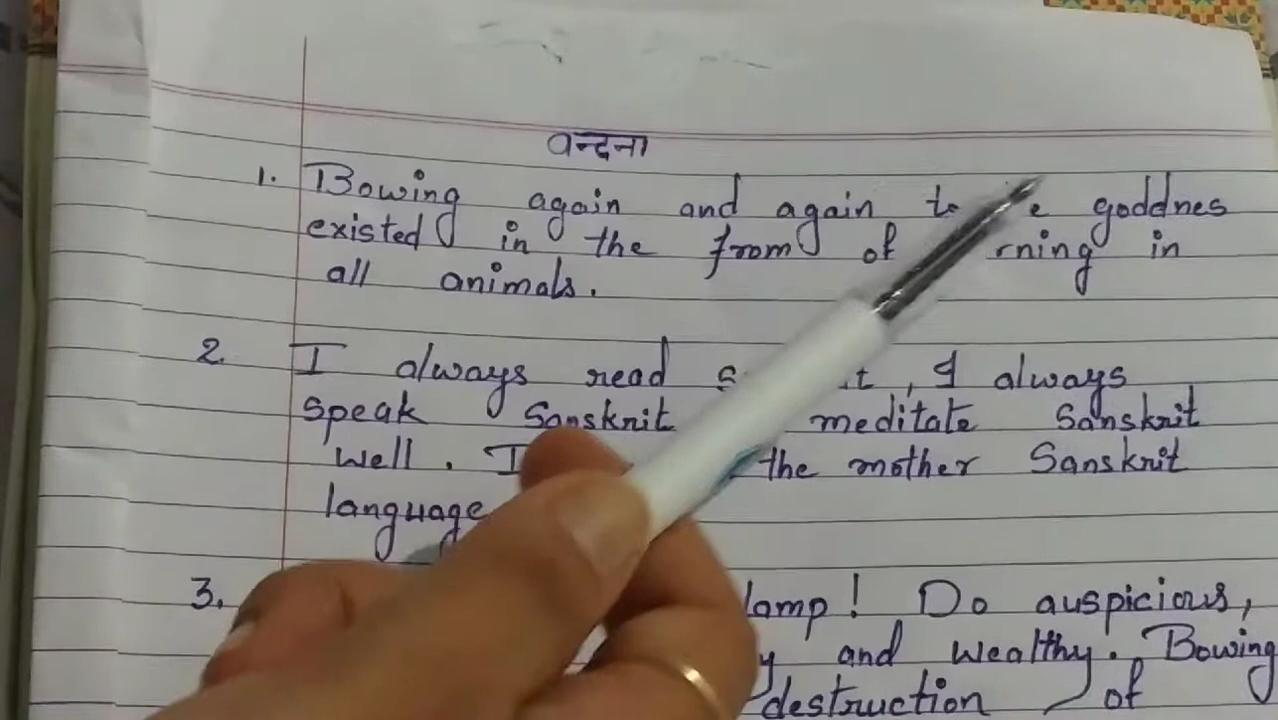 वन्दना
1. Bowing again and again goddnes
existed in the from of in
all animals.
2. I always read , I always
speak Sanskrit meditate Sanskrit
well. I the mother Sanskrit
language
3. lamp! Do auspicious,
and wealthy. Bowing
destruction of